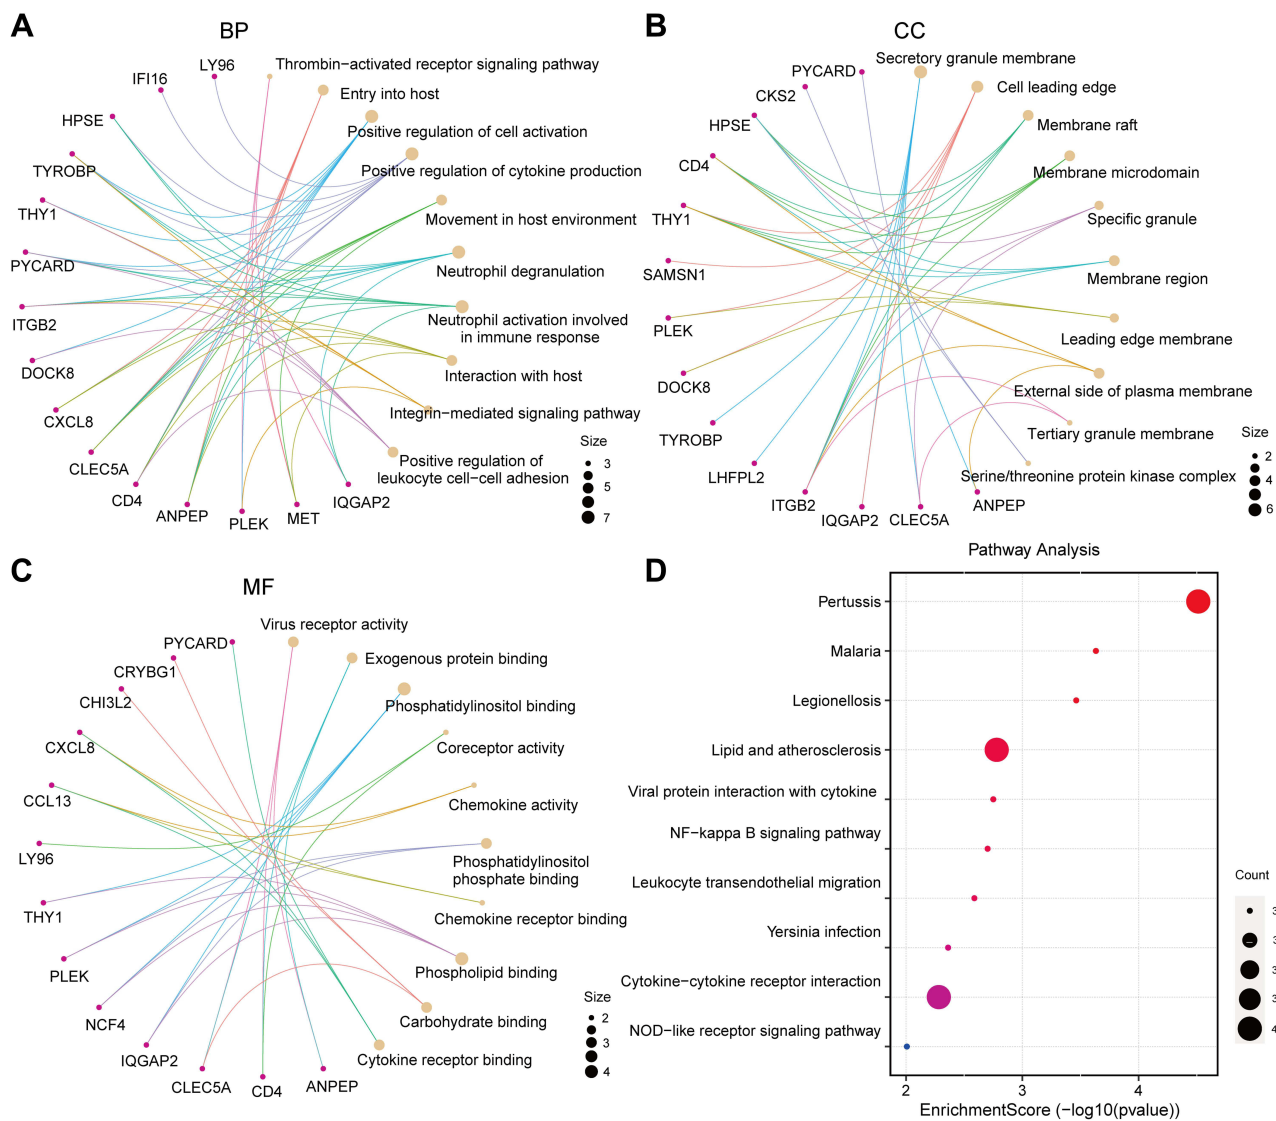 A
BP
LY96
IFI16
HPSE
TYROBP
THY1
PYCARD
ITGB2
DOCK8
CXCL8
CLEC5A
CD4
ANPEP
PLEK
MET
IQGAP2
Thrombin−activated receptor signaling pathway
Entry into host
Positive regulation of cell activation
Positive regulation of cytokine production
Movement in host environment
Neutrophil degranulation
Neutrophil activation involved
in immune response
Interaction with host
Integrin−mediated signaling pathway
Positive regulation of
leukocyte cell−cell adhesion
Size
3
5
7
B
CC
PYCARD
CKS2
HPSE
CD4
THY1
SAMSN1
PLEK
DOCK8
TYROBP
LHFPL2
ITGB2
IQGAP2
CLEC5A
ANPEP
Secretory granule membrane
Cell leading edge
Membrane raft
Membrane microdomain
Specific granule
Membrane region
Leading edge membrane
External side of plasma membrane
Tertiary granule membrane
Serine/threonine protein kinase complex
Size
2
4
6
C
MF
PYCARD
CRYBG1
CHI3L2
CXCL8
CCL13
LY96
THY1
PLEK
NCF4
IQGAP2
CLEC5A
CD4
ANPEP
Virus receptor activity
Exogenous protein binding
Phosphatidylinositol binding
Coreceptor activity
Chemokine activity
Phosphatidylinositol
phosphate binding
Chemokine receptor binding
Phospholipid binding
Carbohydrate binding
Cytokine receptor binding
Size
2
3
4
D
Pathway Analysis
Pertussis
Malaria
Legionellosis
Lipid and atherosclerosis
Viral protein interaction with cytokine
NF−kappa B signaling pathway
Leukocyte transendothelial migration
Yersinia infection
Cytokine−cytokine receptor interaction
NOD−like receptor signaling pathway
2
3
4
EnrichmentScore (−log10(pvalue))
Count
3
3
3
3
4